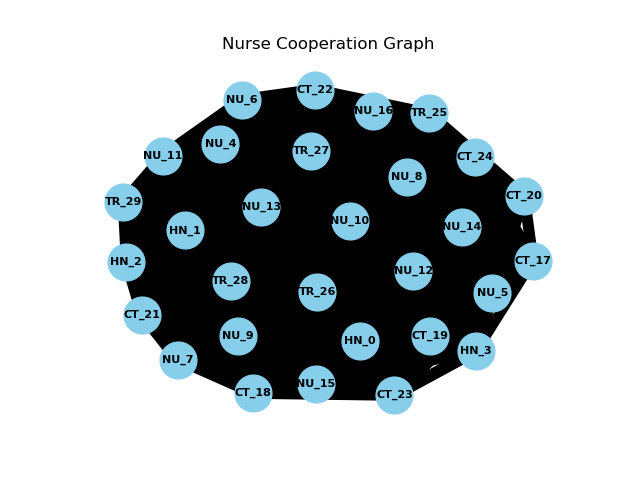 Nurse Cooperation Graph
CT_22
NU_6
NU_16
TR_25
NU_4
TR_27
NU_11
CT_24
NU_8
CT_20
TR_29
NU_13
NU_10
NU_14
HN_1
HN_2
CT_17
NU_12
TR_28
TR_26
NU_5
CT_21
NU_9
CT_19
HN_0
HN_3
NU_7
NU_15
CT_18
CT_23